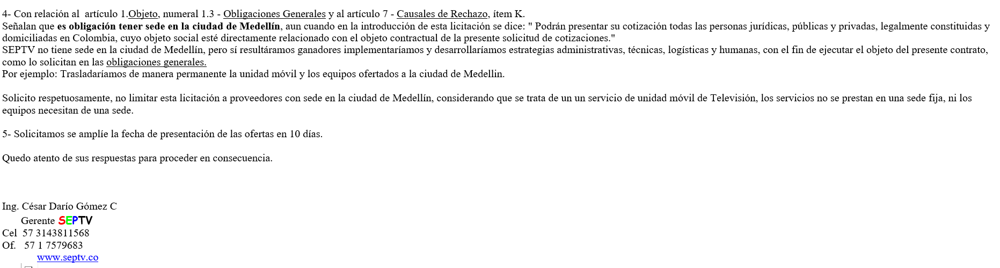 4- Con relación al  artículo 1.Objeto, numeral 1.3 - Obligaciones Generales y al artículo 7 - Causales de Rechazo, ítem K.
Señalan que es obligación tener sede en la ciudad de Medellín, aun cuando en la introducción de esta licitación se dice: " Podrán presentar su cotización todas las personas jurídicas, públicas y privadas, legalmente constituidas y
domiciliadas en Colombia, cuyo objeto social esté directamente relacionado con el objeto contractual de la presente solicitud de cotizaciones."
SEPTV no tiene sede en la ciudad de Medellín, pero sí resultáramos ganadores implementaríamos y desarrollaríamos estrategias administrativas, técnicas, logísticas y humanas, con el fin de ejecutar el objeto del presente contrato,
como lo solicitan en las obligaciones generales.
Por ejemplo: Trasladaríamos de manera permanente la unidad móvil y los equipos ofertados a la ciudad de Medellin.
Solicito respetuosamente, no limitar esta licitación a proveedores con sede en la ciudad de Medellín, considerando que se trata de un un servicio de unidad móvil de Televisión, los servicios no se prestan en una sede fija, ni los
equipos necesitan de una sede.
5- Solicitamos se amplíe la fecha de presentación de las ofertas en 10 días.
Quedo atento de sus respuestas para proceder en consecuencia.
Ing. César Darío Gómez C
Gerente SEPTV
Cel  57 3143811568
Of.   57 1 7579683
www.septv.co